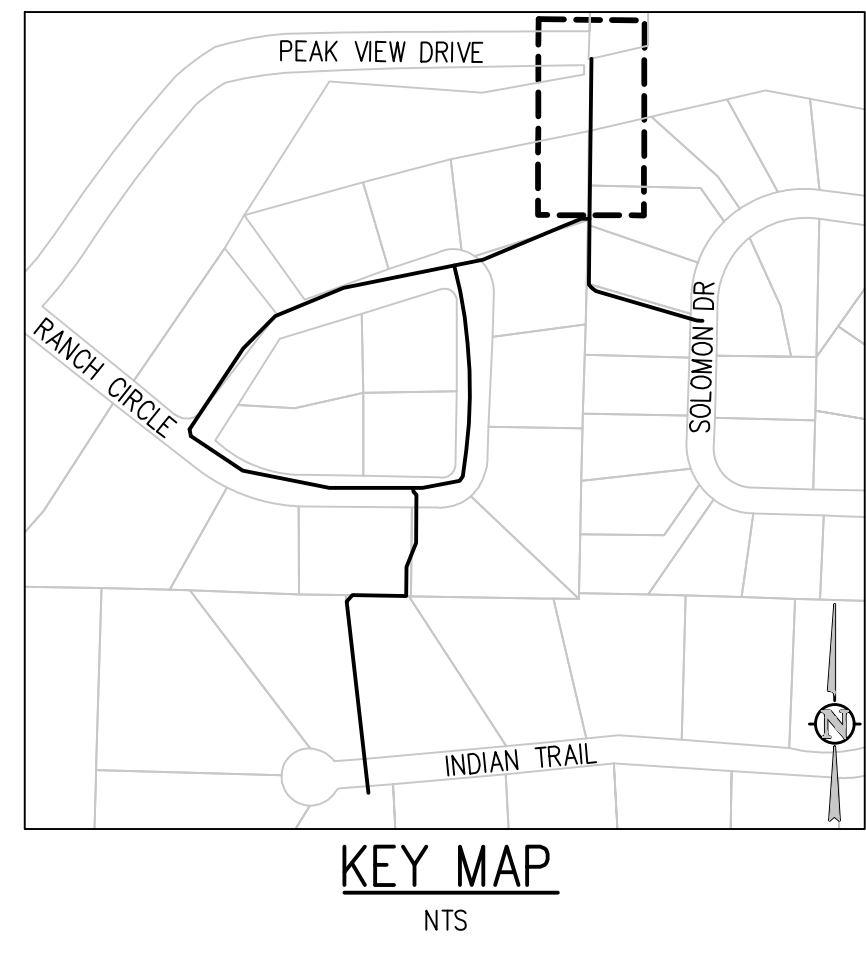 PEAK VIEW DRIVE
RANCH CIRCLE
SOLOMON DR
INDIAN TRAIL
N
KEY MAP
NTS